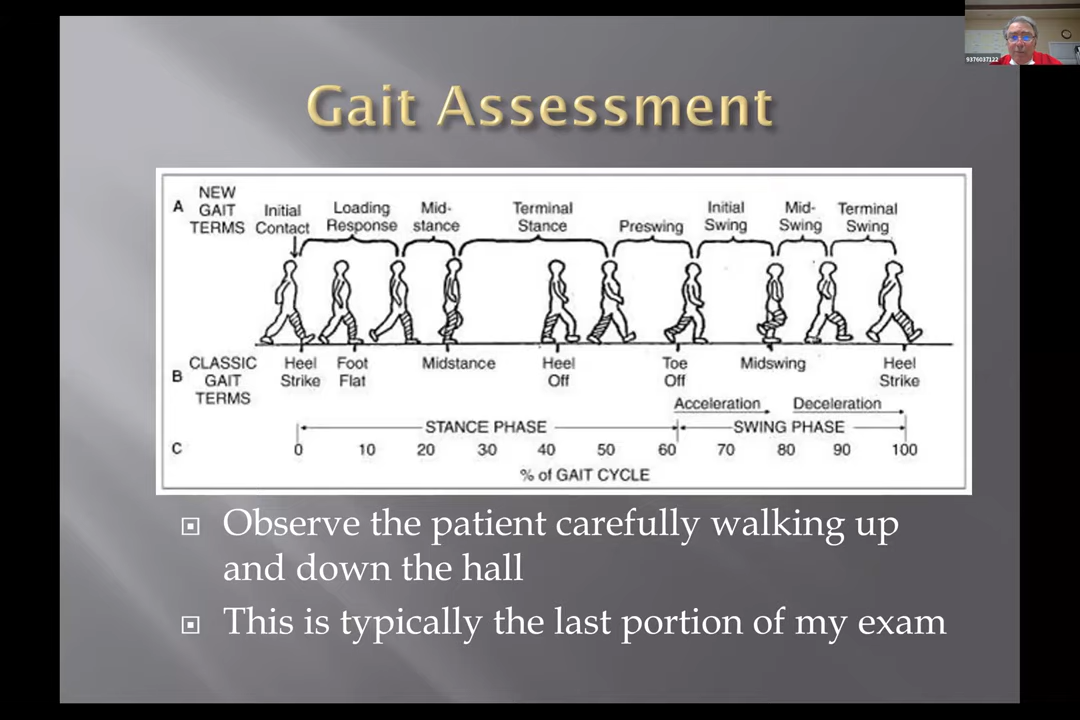 9376037122
Gait Assessment
A NEW GAIT TERMS
Initial Contact
Loading Response
Mid-stance
Terminal Stance
Preswing
Initial Swing
Mid-Swing
Terminal Swing
B CLASSIC GAIT TERMS
Heel Strike
Foot Flat
Midstance
Heel Off
Toe Off
Midswing
Heel Strike
Acceleration
Deceleration
STANCE PHASE
SWING PHASE
C 0 10 20 30 40 50 60 70 80 90 100
% of GAIT CYCLE
Observe the patient carefully walking up
and down the hall
This is typically the last portion of my exam